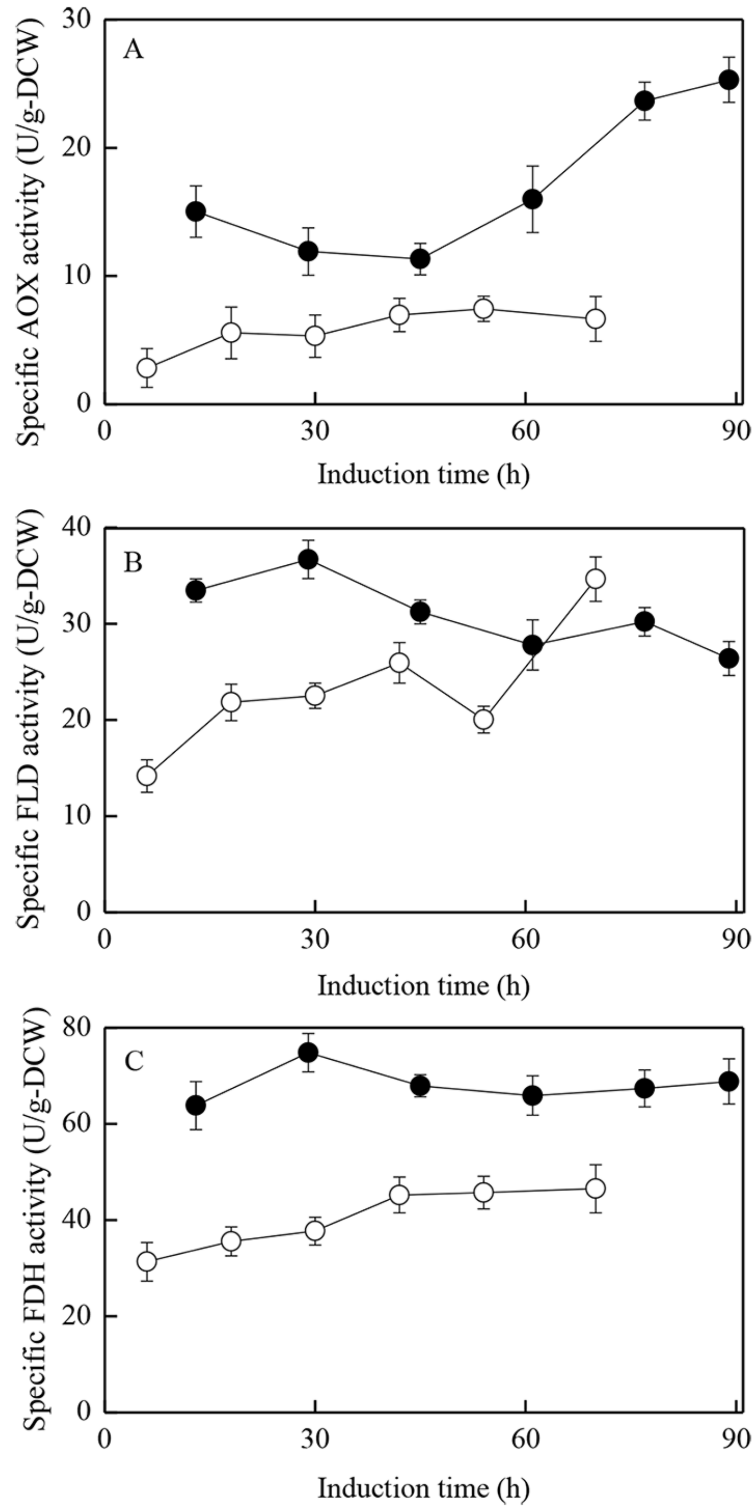 A
Specific AOX activity (U/g-DCW)
30
20
10
0
0 30 60 90
Induction time (h)
B
Specific FLD activity (U/g-DCW)
40
30
20
10
0
0 30 60 90
Induction time (h)
C
Specific FDH activity (U/g-DCW)
80
60
40
20
0
0 30 60 90
Induction time (h)